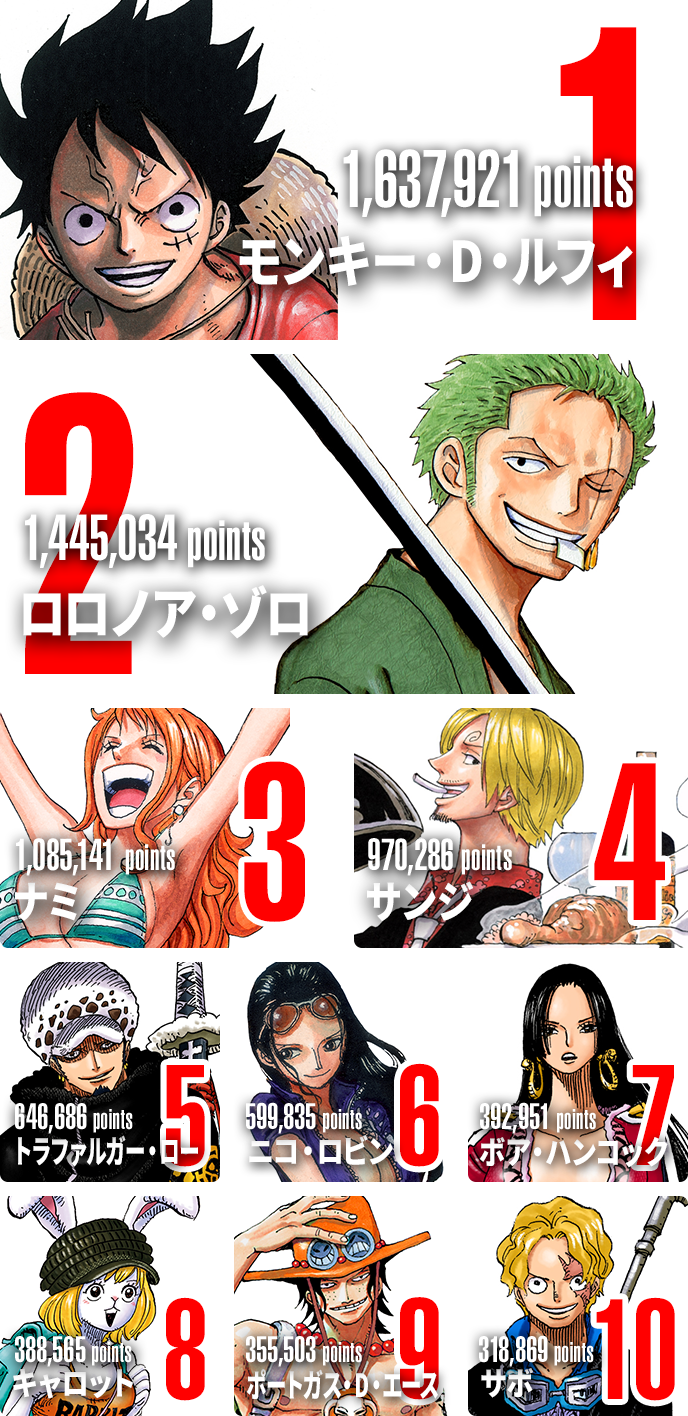 1
1,637,921 points
モンキー・D・ルフィ
2
1,445,034 points
ロロノア・ゾロ
3
1,085,141 points
ナミ
4
970,286 points
サンジ
5
646,686 points
トラファルガー・ロー
6
599,835 points
ニコ・ロビン
7
392,951 points
ボア・ハンコック
8
388,565 points
キャロット
9
355,503 points
ポートガス・D・エース
10
318,869 points
サボ